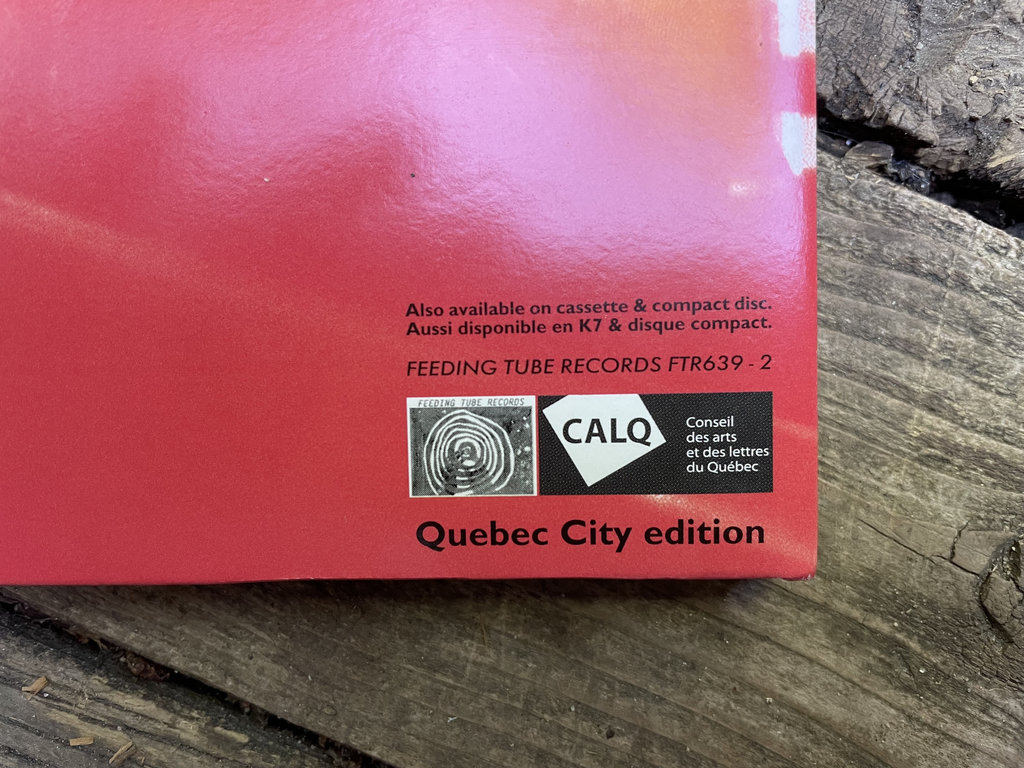 Also available on cassette & compact disc.
Aussi disponible en K7 & disque compact.
FEEDING TUBE RECORDS FTR639 - 2
FEEDING TUBE RECORDS
CALQ
Conseil
des arts
et des lettres
du Québec
Quebec City edition